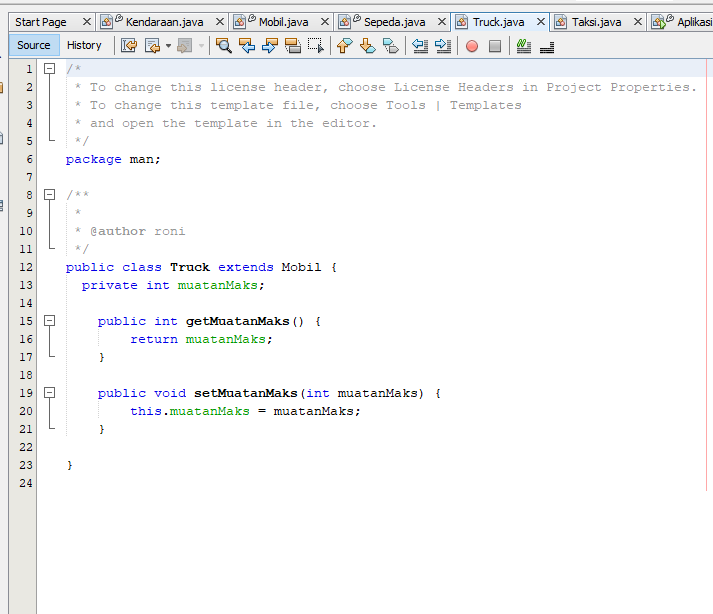 Start Page Kendaraan.java Mobil.java Sepeda.java Truck.java Taksi.java Aplikasi
Source History
1 /*
2 * To change this license header, choose License Headers in Project Properties.
3 * To change this template file, choose Tools | Templates
4 * and open the template in the editor.
5 */
6 package man;
7
8 /**
9 *
10 * @author roni
11 */
12 public class Truck extends Mobil {
13 private int muatanMaks;
14
15 public int getMuatanMaks() {
16 return muatanMaks;
17 }
18
19 public void setMuatanMaks(int muatanMaks) {
20 this.muatanMaks = muatanMaks;
21 }
22
23 }
24